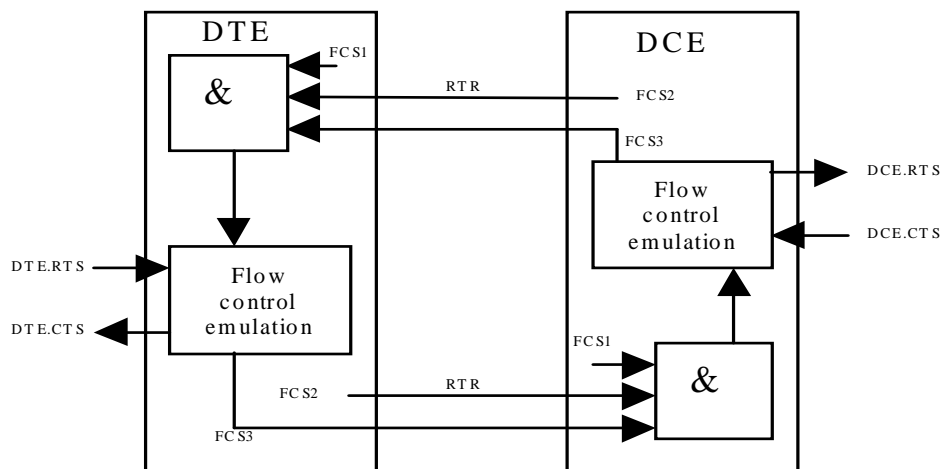 DTE
FCS1
&
RTR
FCS2
FCS3
DCE
DCE.RTS
Flow
control
emulation
DCE.CTS
DTE.RTS
Flow
control
emulation
DTE.CTS
FCS1
&
FCS2
RTR
FCS3